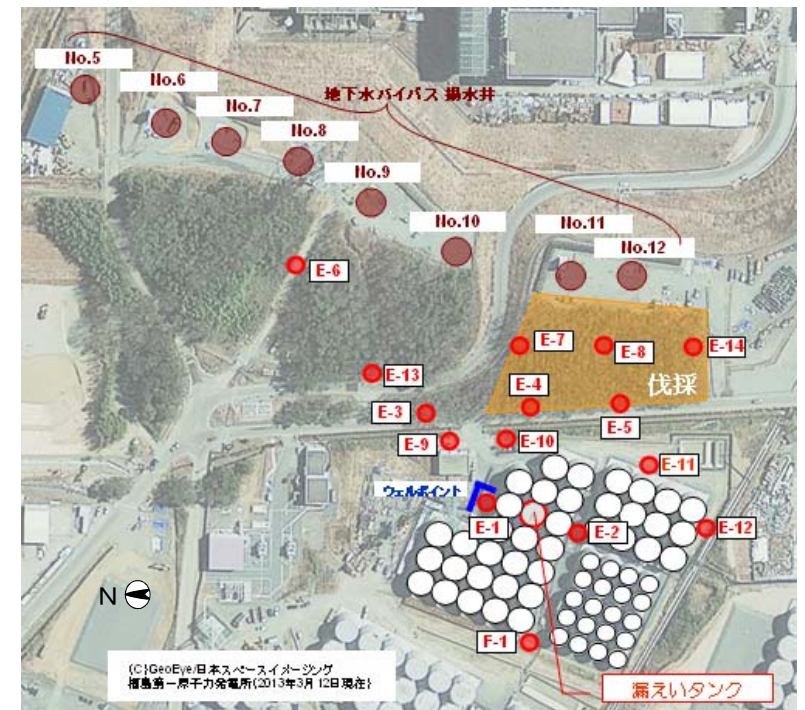 No.5
No.6
No.7
No.8
No.9
No.10
No.11
No.12
地下水バイパス 揚水井
E-6
E-7
E-8
E-14
E-13
E-4
伐採
E-3
E-5
E-9
E-10
E-11
ウェルポイント
E-1
E-2
E-12
N
F-1
(C)GeoEye/日本スペースイメージング
福島第一原子力発電所(2013年3月12日現在)
漏えいタンク